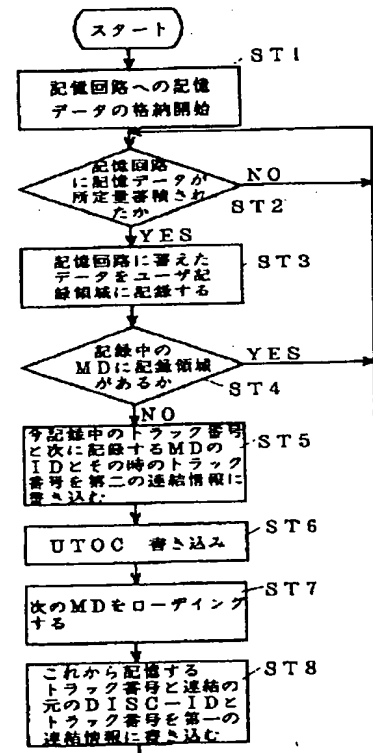 スタート
ST1
記憶回路への記憶
データの格納開始
記憶回路
に記憶データが
所定量蓄積され
たか
NO
ST2
YES
ST3
記憶回路に蓄えた
データをユーザ記
録領域に記録する
記録中の
MDに記録領域
があるか
YES
ST4
NO
今記録中のトラック番号
と次に記録するMDの
IDとその時のトラック
番号を第二の連結情報に
書き込む
ST5
ST6
UTOC 書き込み
ST7
次のMDをローディング
する
ST8
これから記憶する
トラック番号と連結の
元のDISC-IDと
トラック番号を第一の
連結情報に書き込む